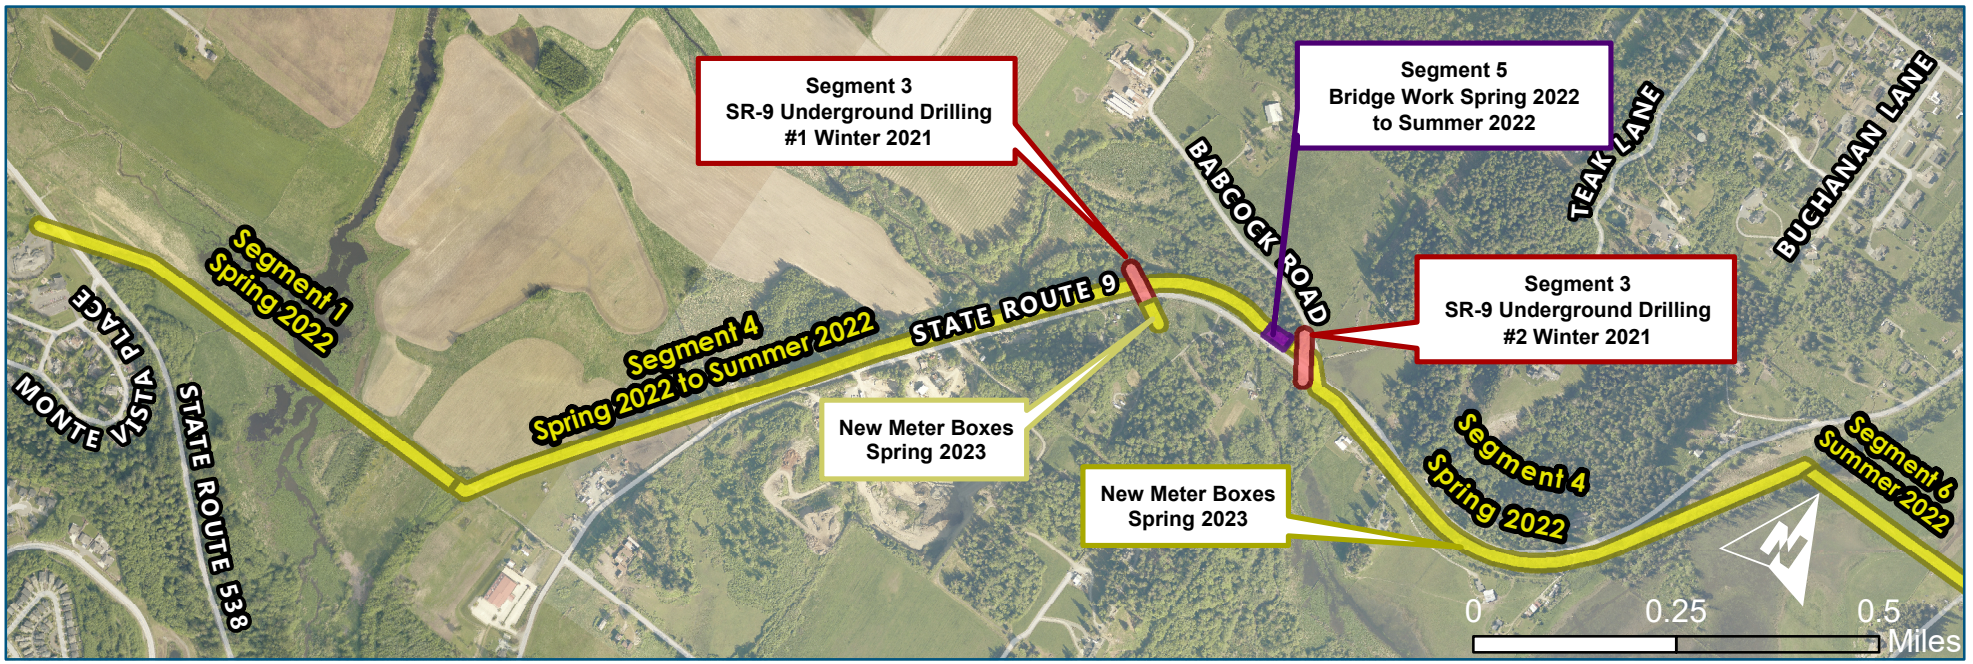 Segment 3
SR-9 Underground Drilling
#1 Winter 2021
Segment 5
Bridge Work Spring 2022
to Summer 2022
TEAK LANE
BUCHANAN LANE
BABCOCK ROAD
Segment 1
Spring 2022
MONTE VISTA PLACE
STATE ROUTE 538
Segment 4
Spring 2022 to Summer 2022
STATE ROUTE 9
Segment 3
SR-9 Underground Drilling
#2 Winter 2021
New Meter Boxes
Spring 2023
New Meter Boxes
Spring 2023
Segment 4
Spring 2022
Segment 6
Summer 2022
N
0 0.25 0.5
Miles